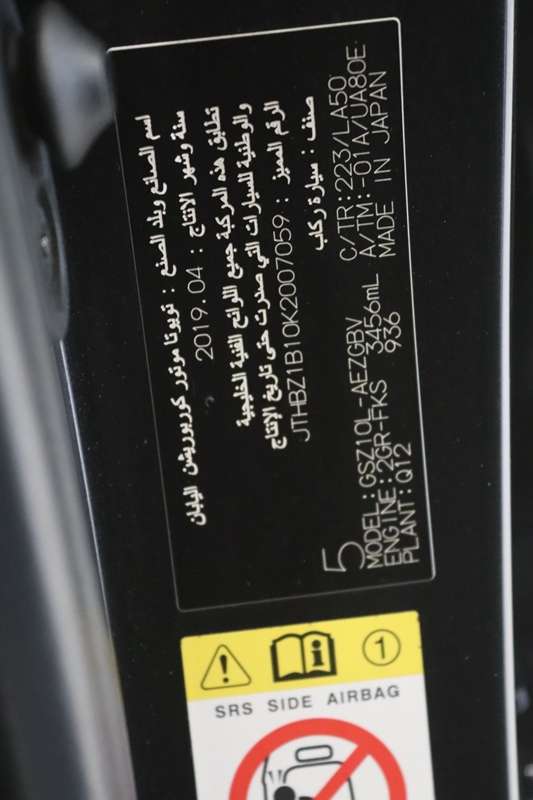 اسم الصانع وبلد الصنع : تويوتا موتور كوربوريشن اليابان
سنة وشهر الانتاج : 2019.04
تطابق هذه المركبة جميع اللوائح الفنية الخليجية
والوطنية للسيارات التي صدرت حتى تاريخ الإنتاج
الرقم المميز : JTHBZ1B10K2007059
صنف : سيارة ركاب
5
MODEL:GSZ10L-AEZGBV C/TR:223/LA50
ENGINE:2GR-FKS 3456mL A/TM:-01A/UA80E
PLANT:Q12 936 MADE IN JAPAN
1
SRS SIDE AIRBAG